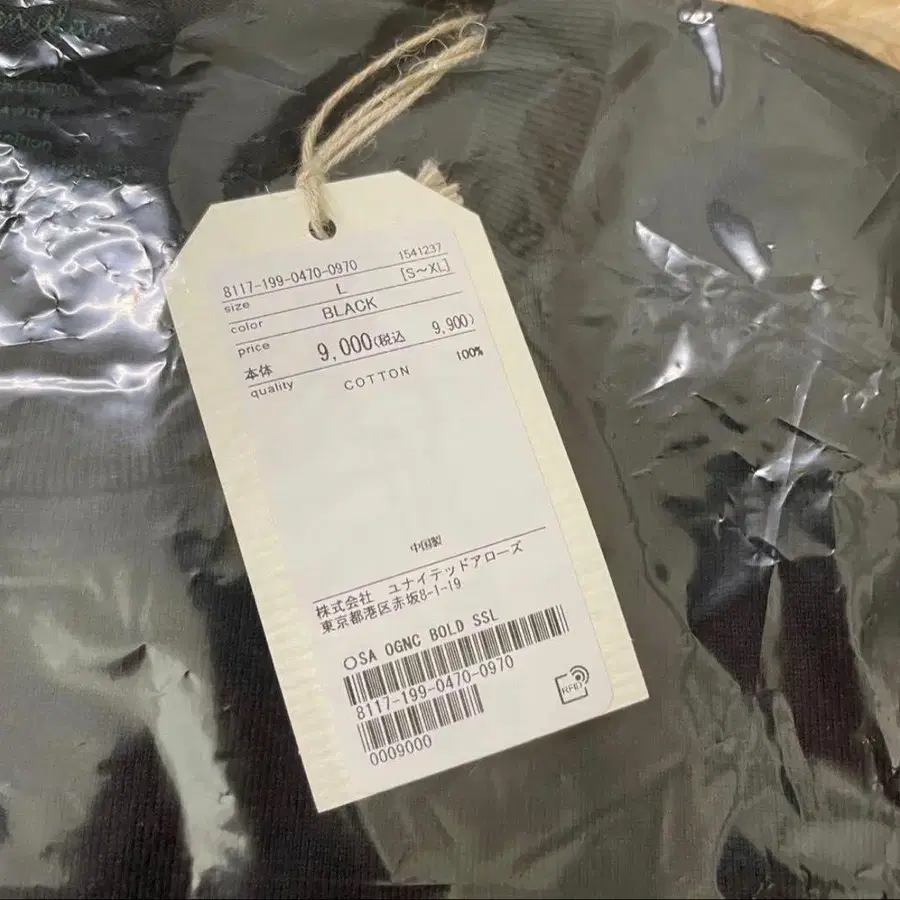 8117-199-0470-0970 1541237
size L [S〜XL]
color BLACK
price
本体 9,000(税込 9,900)
quality COTTON 100%
中国製
株式会社 ユナイテッドアローズ
東京都港区赤坂8-1-19
〇SA OGNC BOLD SSL
8117-199-0470-0970
0009000
RFID